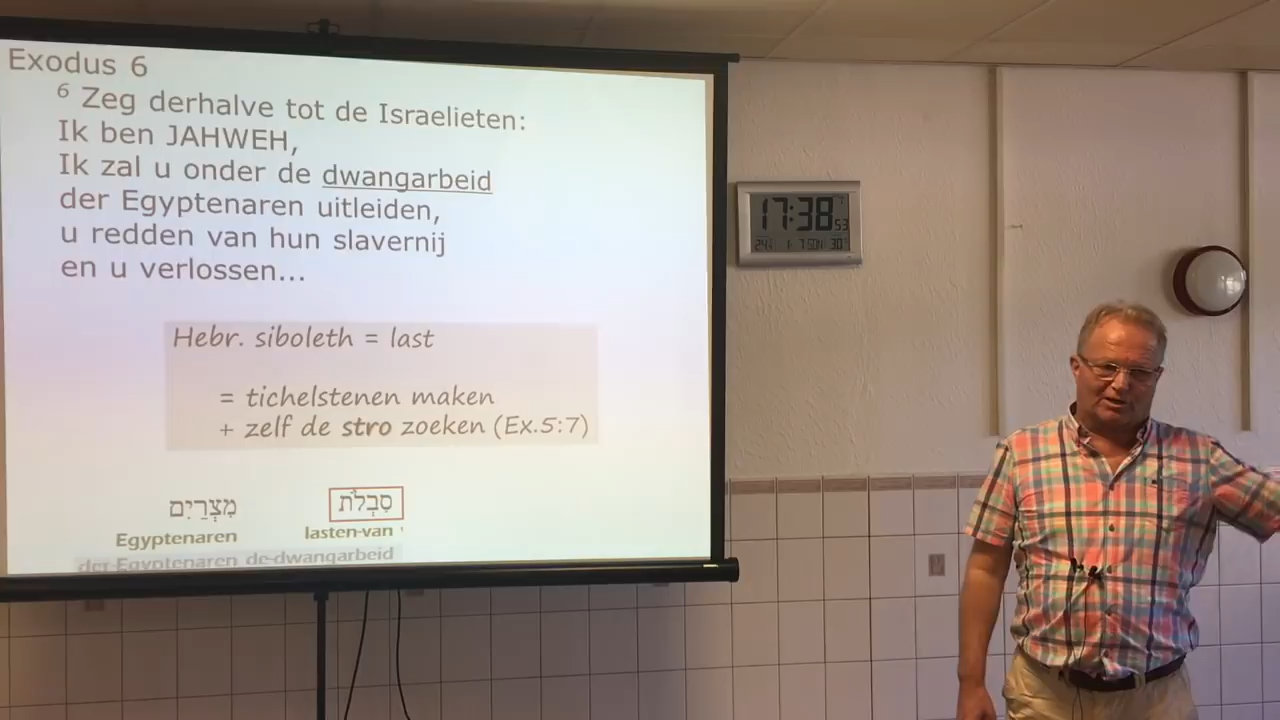 Exodus 6
6 Zeg derhalve tot de Israelieten:
Ik ben JAHWEH,
Ik zal u onder de dwangarbeid
der Egyptenaren uitleiden,
u redden van hun slavernij
en u verlossen...
Hebr. siboleth = last
= tichelstenen maken
+ zelf de stro zoeken (Ex.5:7)
מִצְרַיִם סִבְלֹת
Egyptenaren lasten-van
der Egyptenaren de dwangarbeid
17:38 53